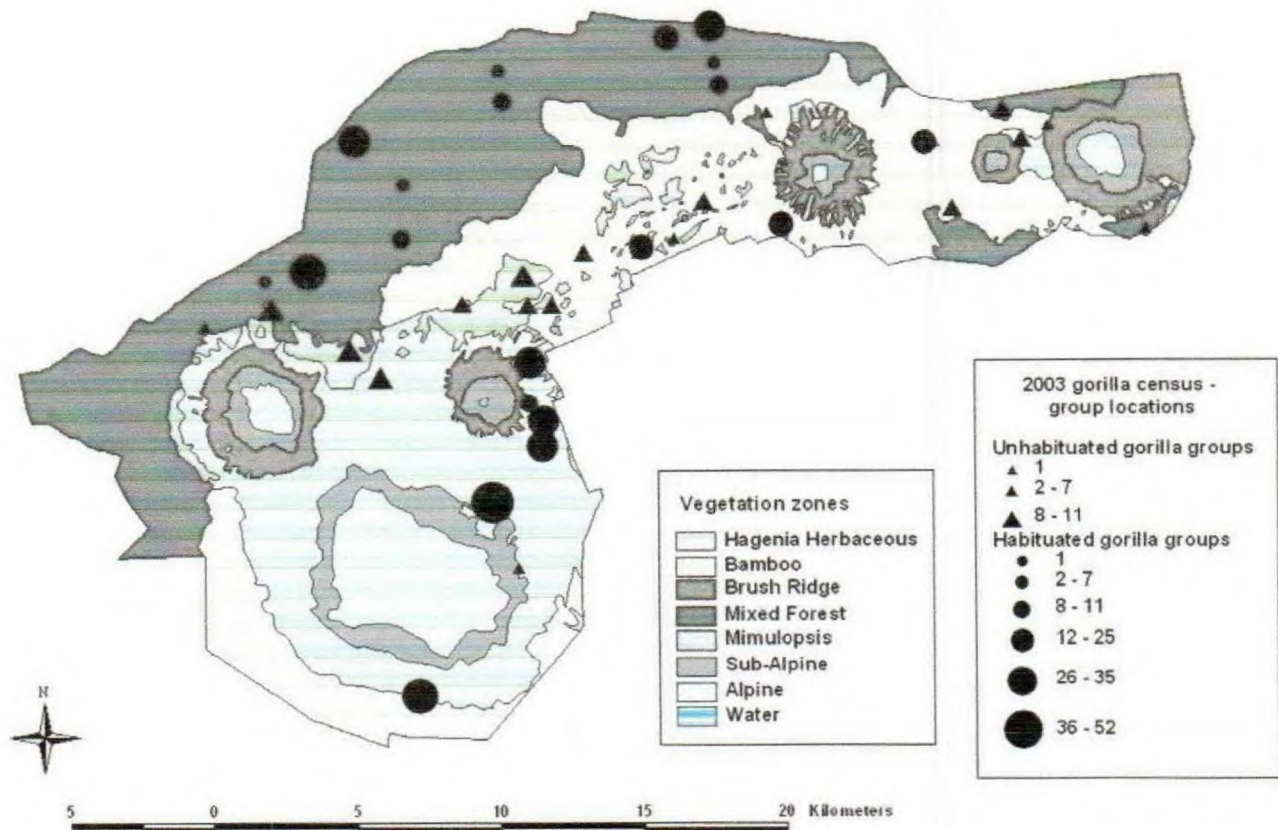 2003 gorilla census -
group locations
Unhabituated gorilla groups
1
2 - 7
8 - 11
Habituated gorilla groups
1
2 - 7
8 - 11
12 - 25
26 - 35
36 - 52
Vegetation zones
Hagenia Herbaceous
Bamboo
Brush Ridge
Mixed Forest
Mimulopsis
Sub-Alpine
Alpine
Water
N
5 0 5 10 15 20 Kilometers